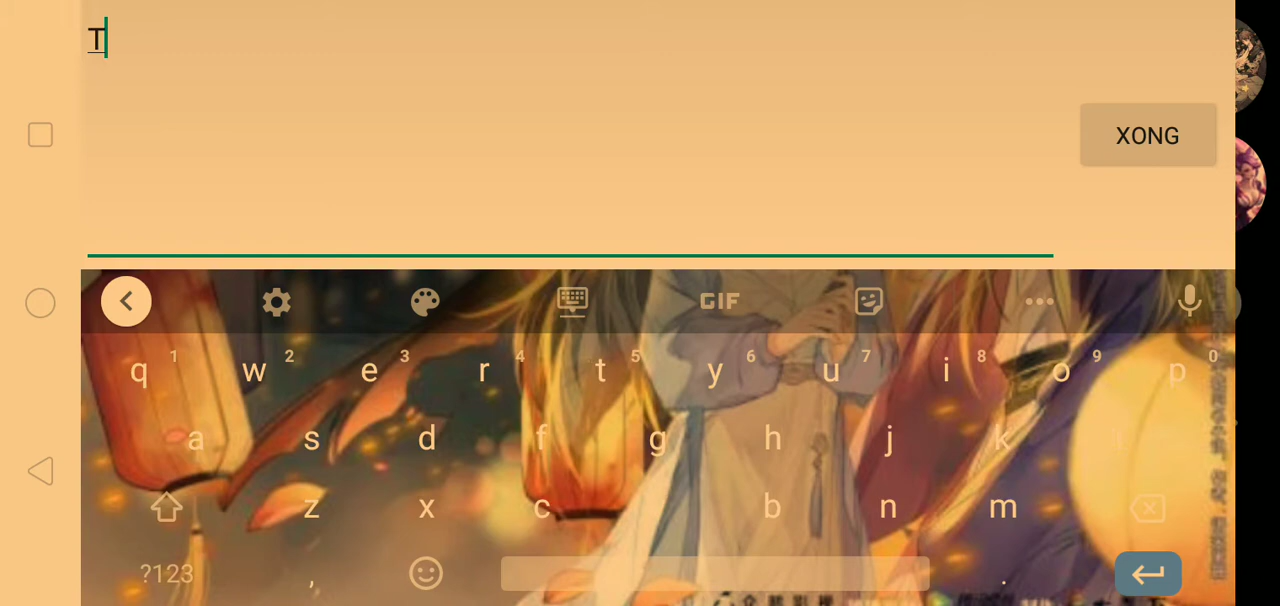 T
XONG
GIF
q 1 w 2 e 3 r 4 t 5 y 6 u 7 i 8 o 9 p 0
a s d f g h j k l
z x c b n m
?123 , .